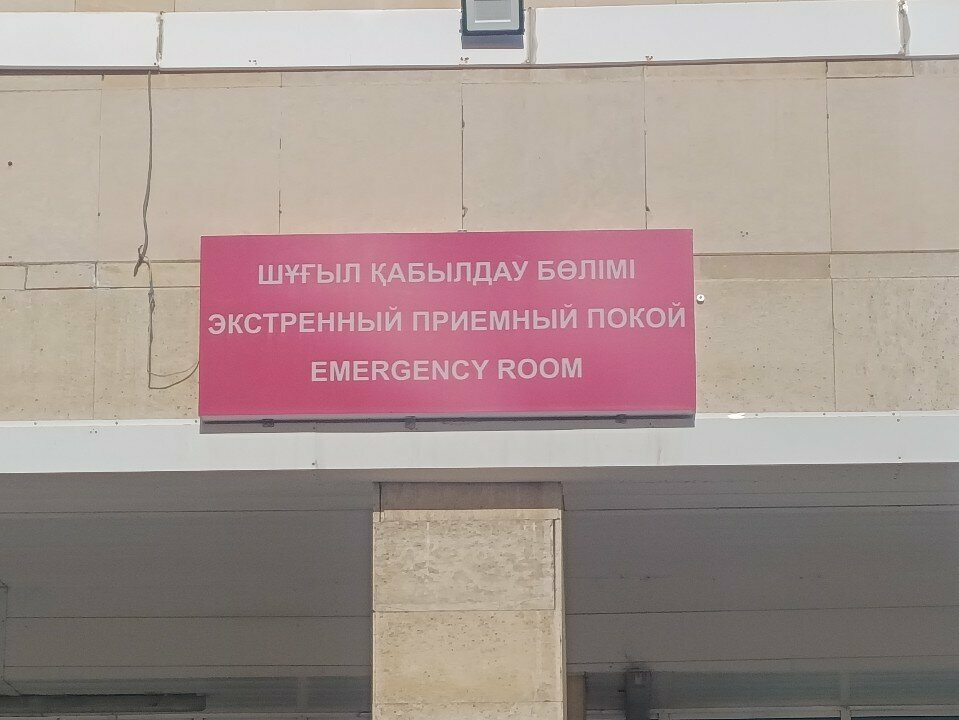 ШҰҒЫЛ ҚАБЫЛДАУ БӨЛІМІ
ЭКСТРЕННЫЙ ПРИЕМНЫЙ ПОКОЙ
EMERGENCY ROOM